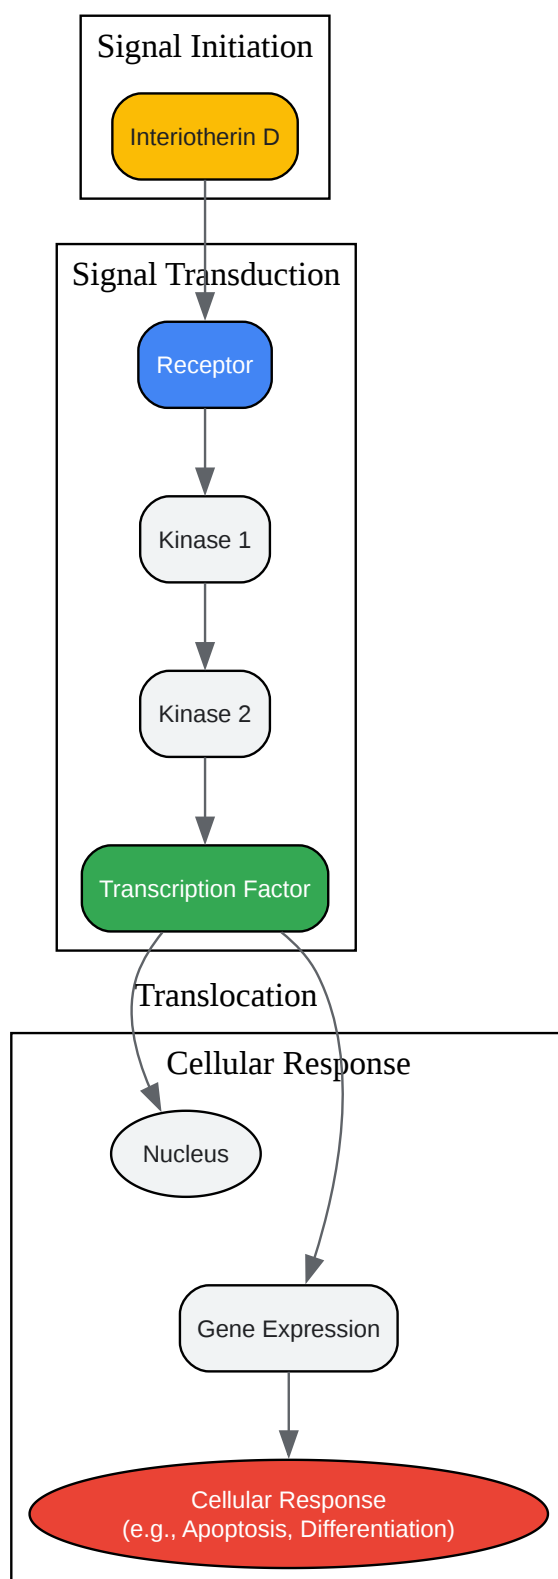 Signal Initiation
Interiotherin D
Signal Transduction
Receptor
Kinase 1
Kinase 2
Transcription Factor
Translocation
Cellular Response
Nucleus
Gene Expression
Cellular Response
(e.g., Apoptosis, Differentiation)